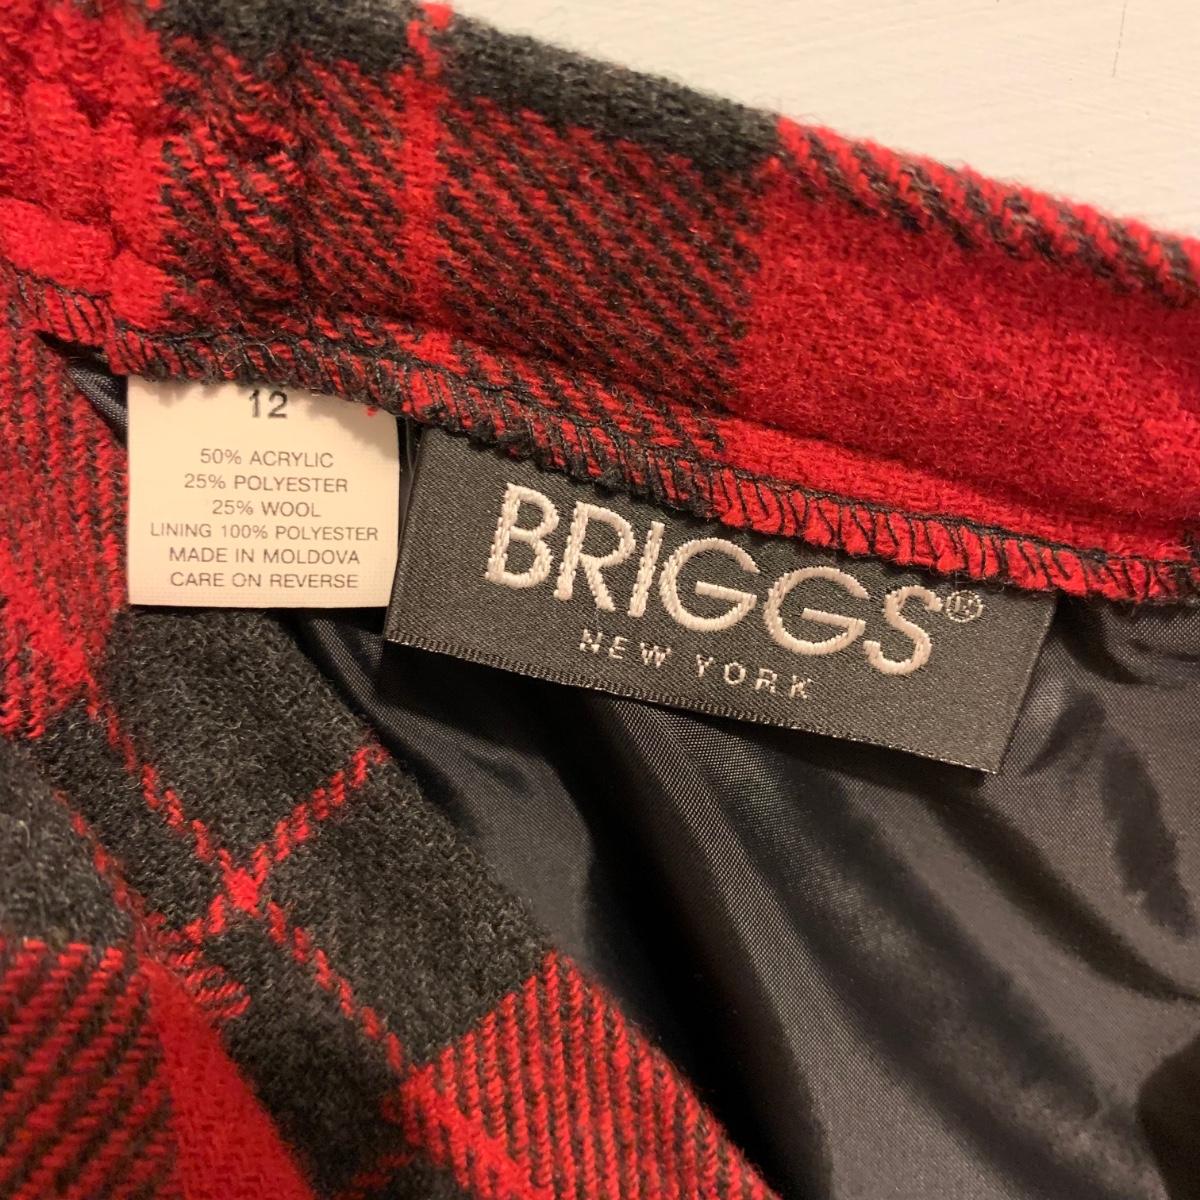 12
50% ACRYLIC
25% POLYESTER
25% WOOL
LINING 100% POLYESTER
MADE IN MOLDOVA
CARE ON REVERSE
BRIGGS®
NEW YORK